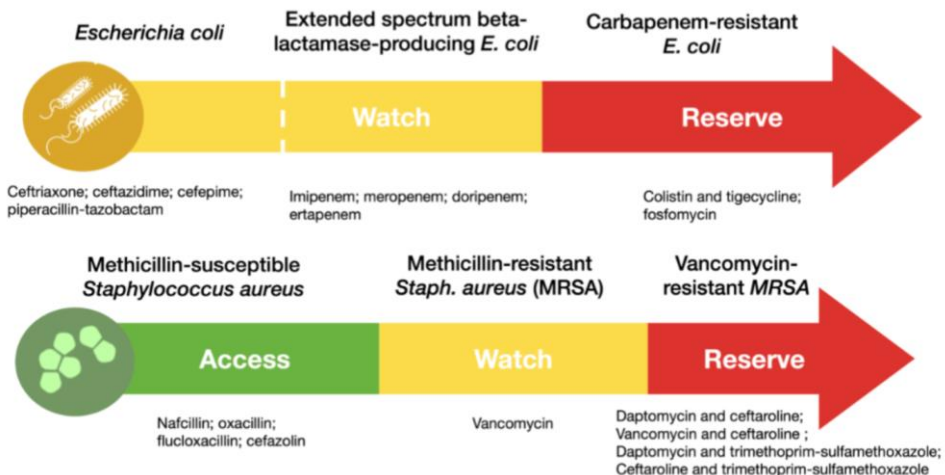 Escherichia coli
Extended spectrum beta-
lactamase-producing E. coli
Carbapenem-resistant
E. coli
Watch
Reserve
Ceftriaxone; ceftazidime; cefepime;
piperacillin-tazobactam
Imipenem; meropenem; doripenem;
ertapenem
Colistin and tigecycline;
fosfomycin
Methicillin-susceptible
Staphylococcus aureus
Methicillin-resistant
Staph. aureus (MRSA)
Vancomycin-
resistant MRSA
Access
Watch
Reserve
Nafcillin; oxacillin;
flucloxacillin; cefazolin
Vancomycin
Daptomycin and ceftaroline;
Vancomycin and ceftaroline ;
Daptomycin and trimethoprim-sulfamethoxazole;
Ceftaroline and trimethoprim-sulfamethoxazole